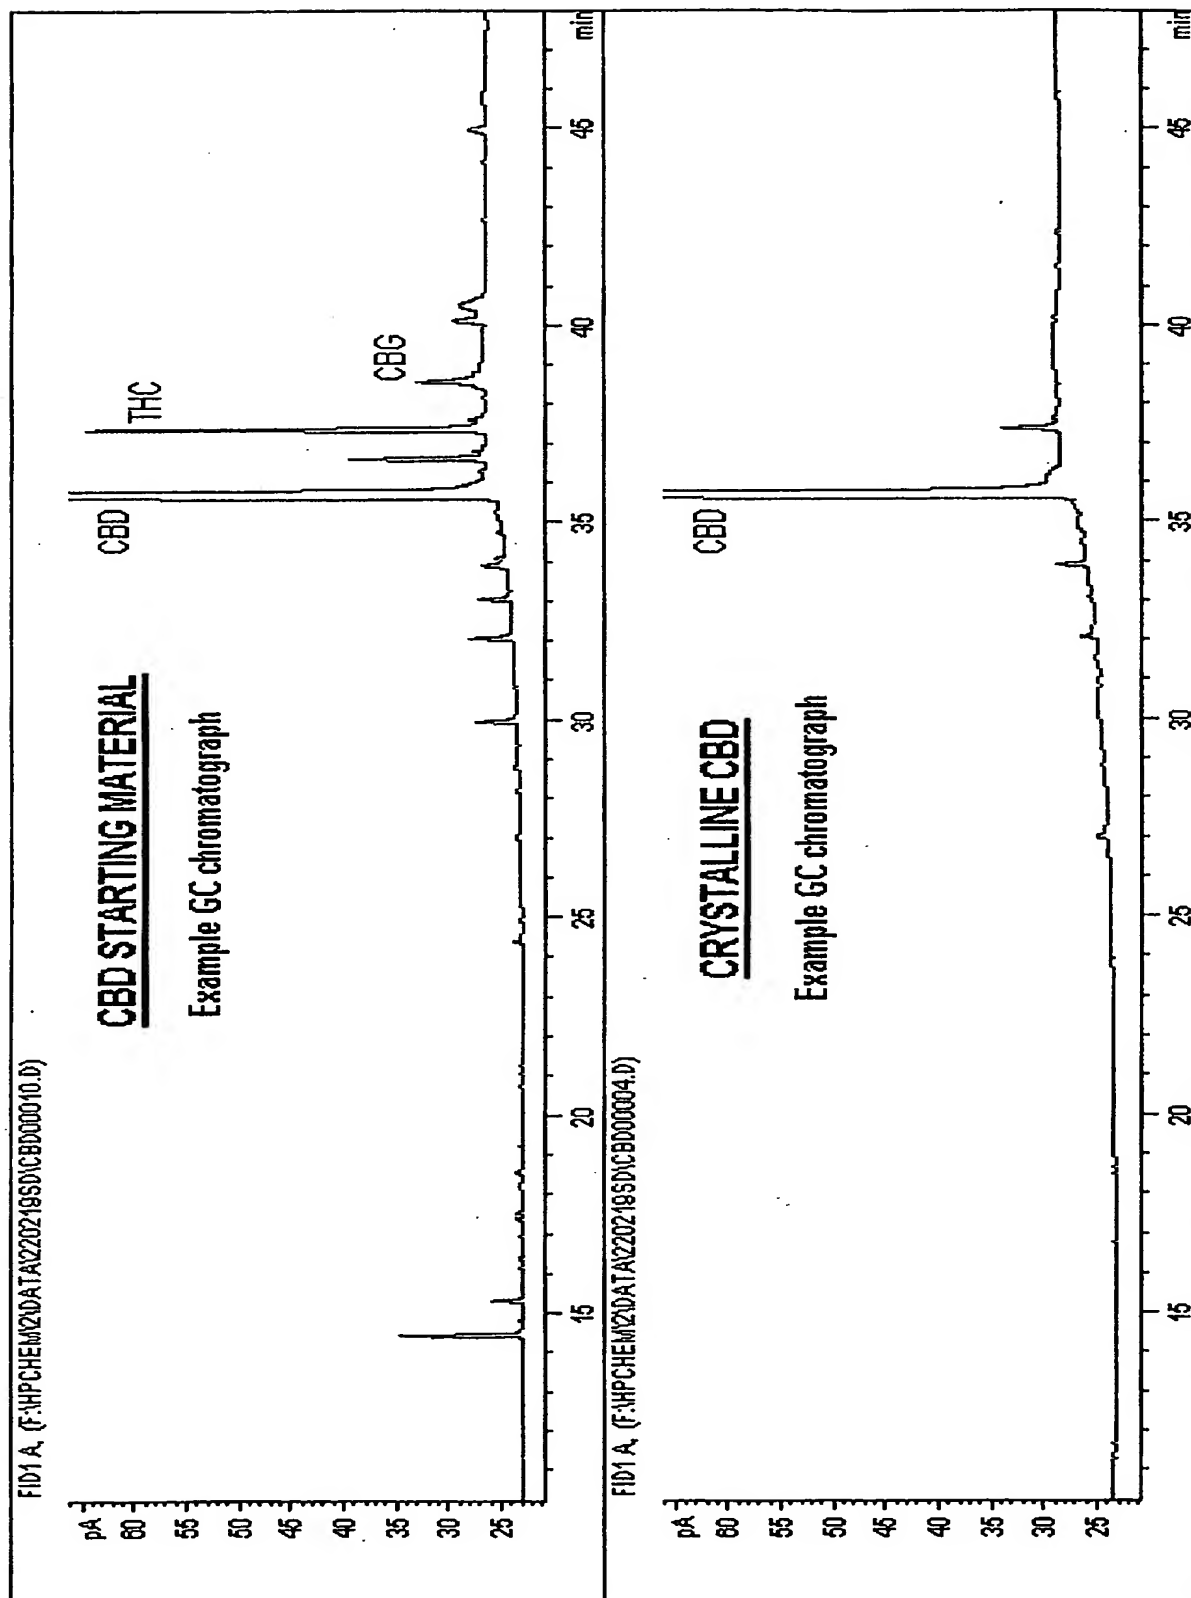 FID1 A, (F:\HPCHEM\2\DATA\220219SD\CBD00010.D)
pA
60
55
50
45
40
35
30
25
CBD STARTING MATERIAL
Example GC chromatograph
CBD
THC
CBG
15
20
25
30
35
40
45
min
FID1 A, (F:\HPCHEM\2\DATA\220219SD\CBD00004.D)
pA
60
55
50
45
40
35
30
25
CRYSTALLINE CBD
Example GC chromatograph
CBD
15
20
25
30
35
40
45
min